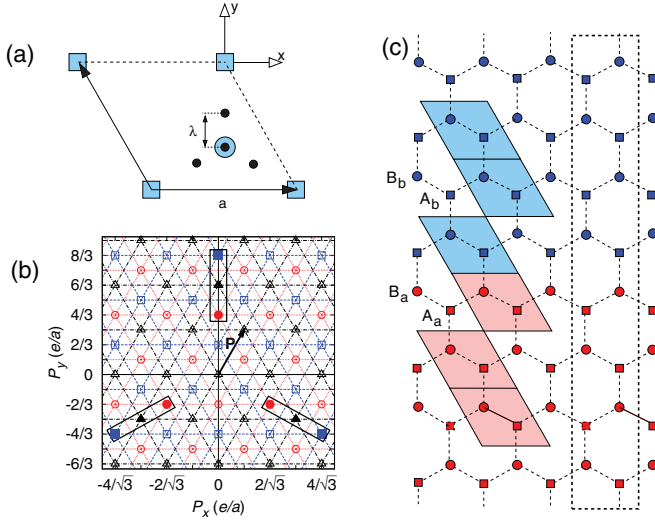 (a)
y
x
λ
a
(b)
P_y (e/a)
8/3
6/3
4/3
2/3
0
-2/3
-4/3
-6/3
P
-4/√3
-2/√3
0
2/√3
4/√3
P_x (e/a)
(c)
B_b
A_b
B_a
A_a